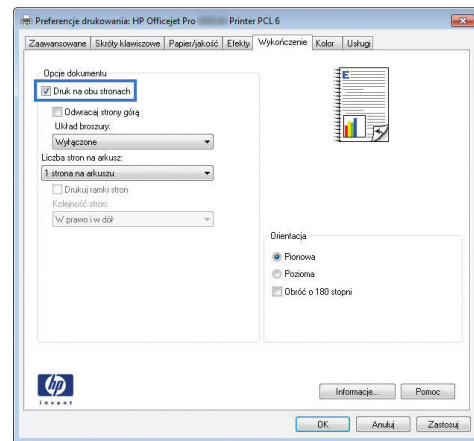 Preferencje drukowania: HP Officejet Pro Printer PCL 6
Zaawansowane Skróty klawiszowe Papier/jakość Efekty Wykończenie Kolor Usługi
Opcje dokumentu
Druk na obu stronach
Odwracaj strony górą
Układ broszury:
Wyłączone
Liczba stron na arkusz:
1 strona na arkuszu
Drukuj ramki stron
Kolejność stron:
W prawo i w dół
E
Orientacja
Pionowa
Pozioma
Obróć o 180 stopni
hp
invent
Informacje... Pomoc
OK Anuluj Zastosuj